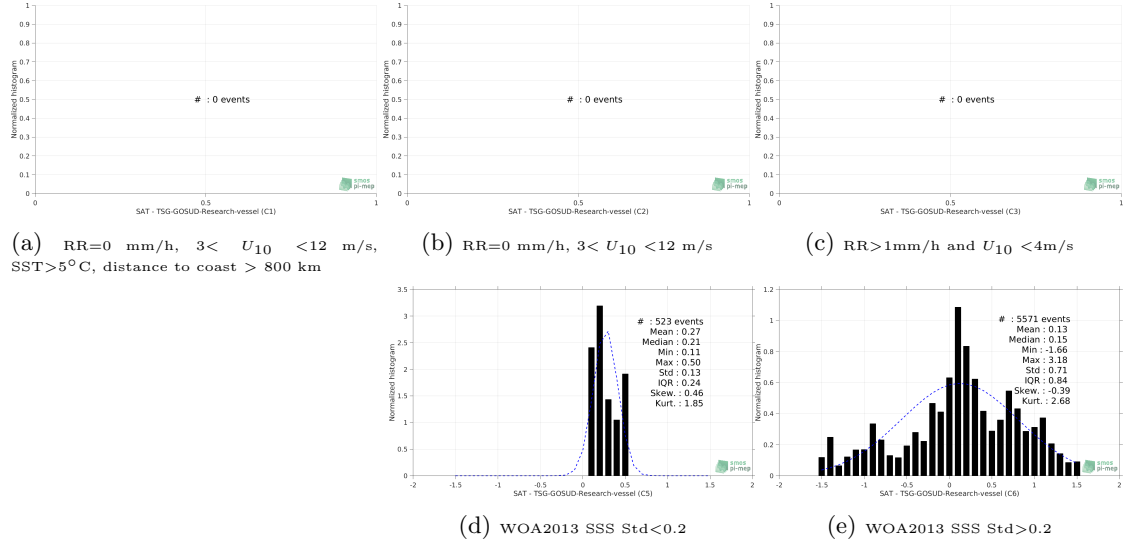 1
0.9
0.8
0.7
0.6
0.5
0.4
0.3
0.2
0.1
0
Normalized histogram
# : 0 events
smos
pi-mep
0 0.5 1
SAT - TSG-GOSUD-Research-vessel (C1)
(a) RR=0 mm/h, 3< U10 <12 m/s,
SST>5°C, distance to coast > 800 km
1
0.9
0.8
0.7
0.6
0.5
0.4
0.3
0.2
0.1
0
Normalized histogram
# : 0 events
smos
pi-mep
0 0.5 1
SAT - TSG-GOSUD-Research-vessel (C2)
(b) RR=0 mm/h, 3< U10 <12 m/s
1
0.9
0.8
0.7
0.6
0.5
0.4
0.3
0.2
0.1
0
Normalized histogram
# : 0 events
smos
pi-mep
0 0.5 1
SAT - TSG-GOSUD-Research-vessel (C3)
(c) RR>1mm/h and U10 <4m/s
3.5
3
2.5
2
1.5
1
0.5
0
Normalized histogram
# : 523 events
Mean : 0.27
Median : 0.21
Min : 0.11
Max : 0.50
Std : 0.13
IQR : 0.24
Skew. : 0.46
Kurt. : 1.85
smos
pi-mep
-2 -1.5 -1 -0.5 0 0.5 1 1.5 2
SAT - TSG-GOSUD-Research-vessel (C5)
(d) WOA2013 SSS Std<0.2
1.2
1
0.8
0.6
0.4
0.2
0
Normalized histogram
# : 5571 events
Mean : 0.13
Median : 0.15
Min : -1.66
Max : 3.18
Std : 0.71
IQR : 0.84
Skew. : -0.39
Kurt. : 2.68
smos
pi-mep
-2 -1.5 -1 -0.5 0 0.5 1 1.5 2
SAT - TSG-GOSUD-Research-vessel (C6)
(e) WOA2013 SSS Std>0.2